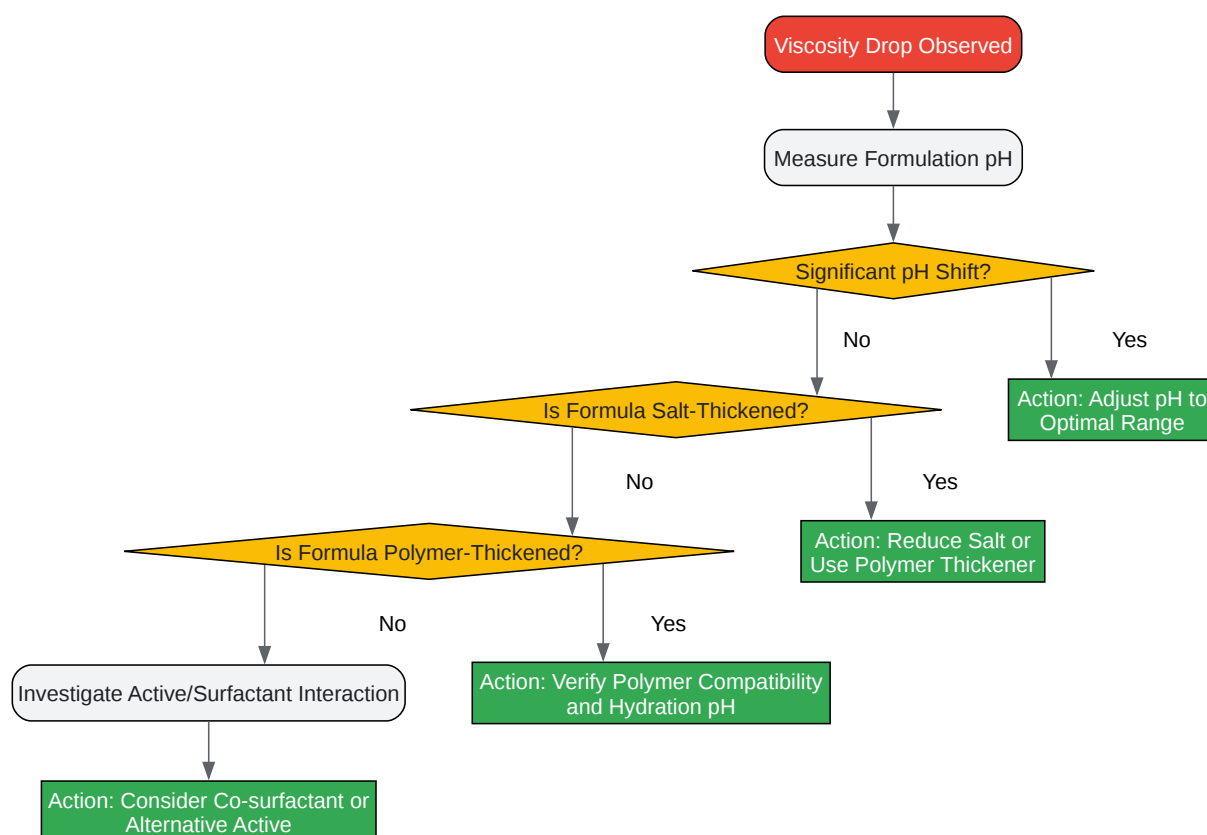 Viscosity Drop Observed
Measure Formulation pH
Significant pH Shift?
No
Yes
Is Formula Salt-Thickened?
Action: Adjust pH to
Optimal Range
No
Yes
Is Formula Polymer-Thickened?
Action: Reduce Salt or
Use Polymer Thickener
No
Yes
Investigate Active/Surfactant Interaction
Action: Verify Polymer Compatibility
and Hydration pH
Action: Consider Co-surfactant or
Alternative Active